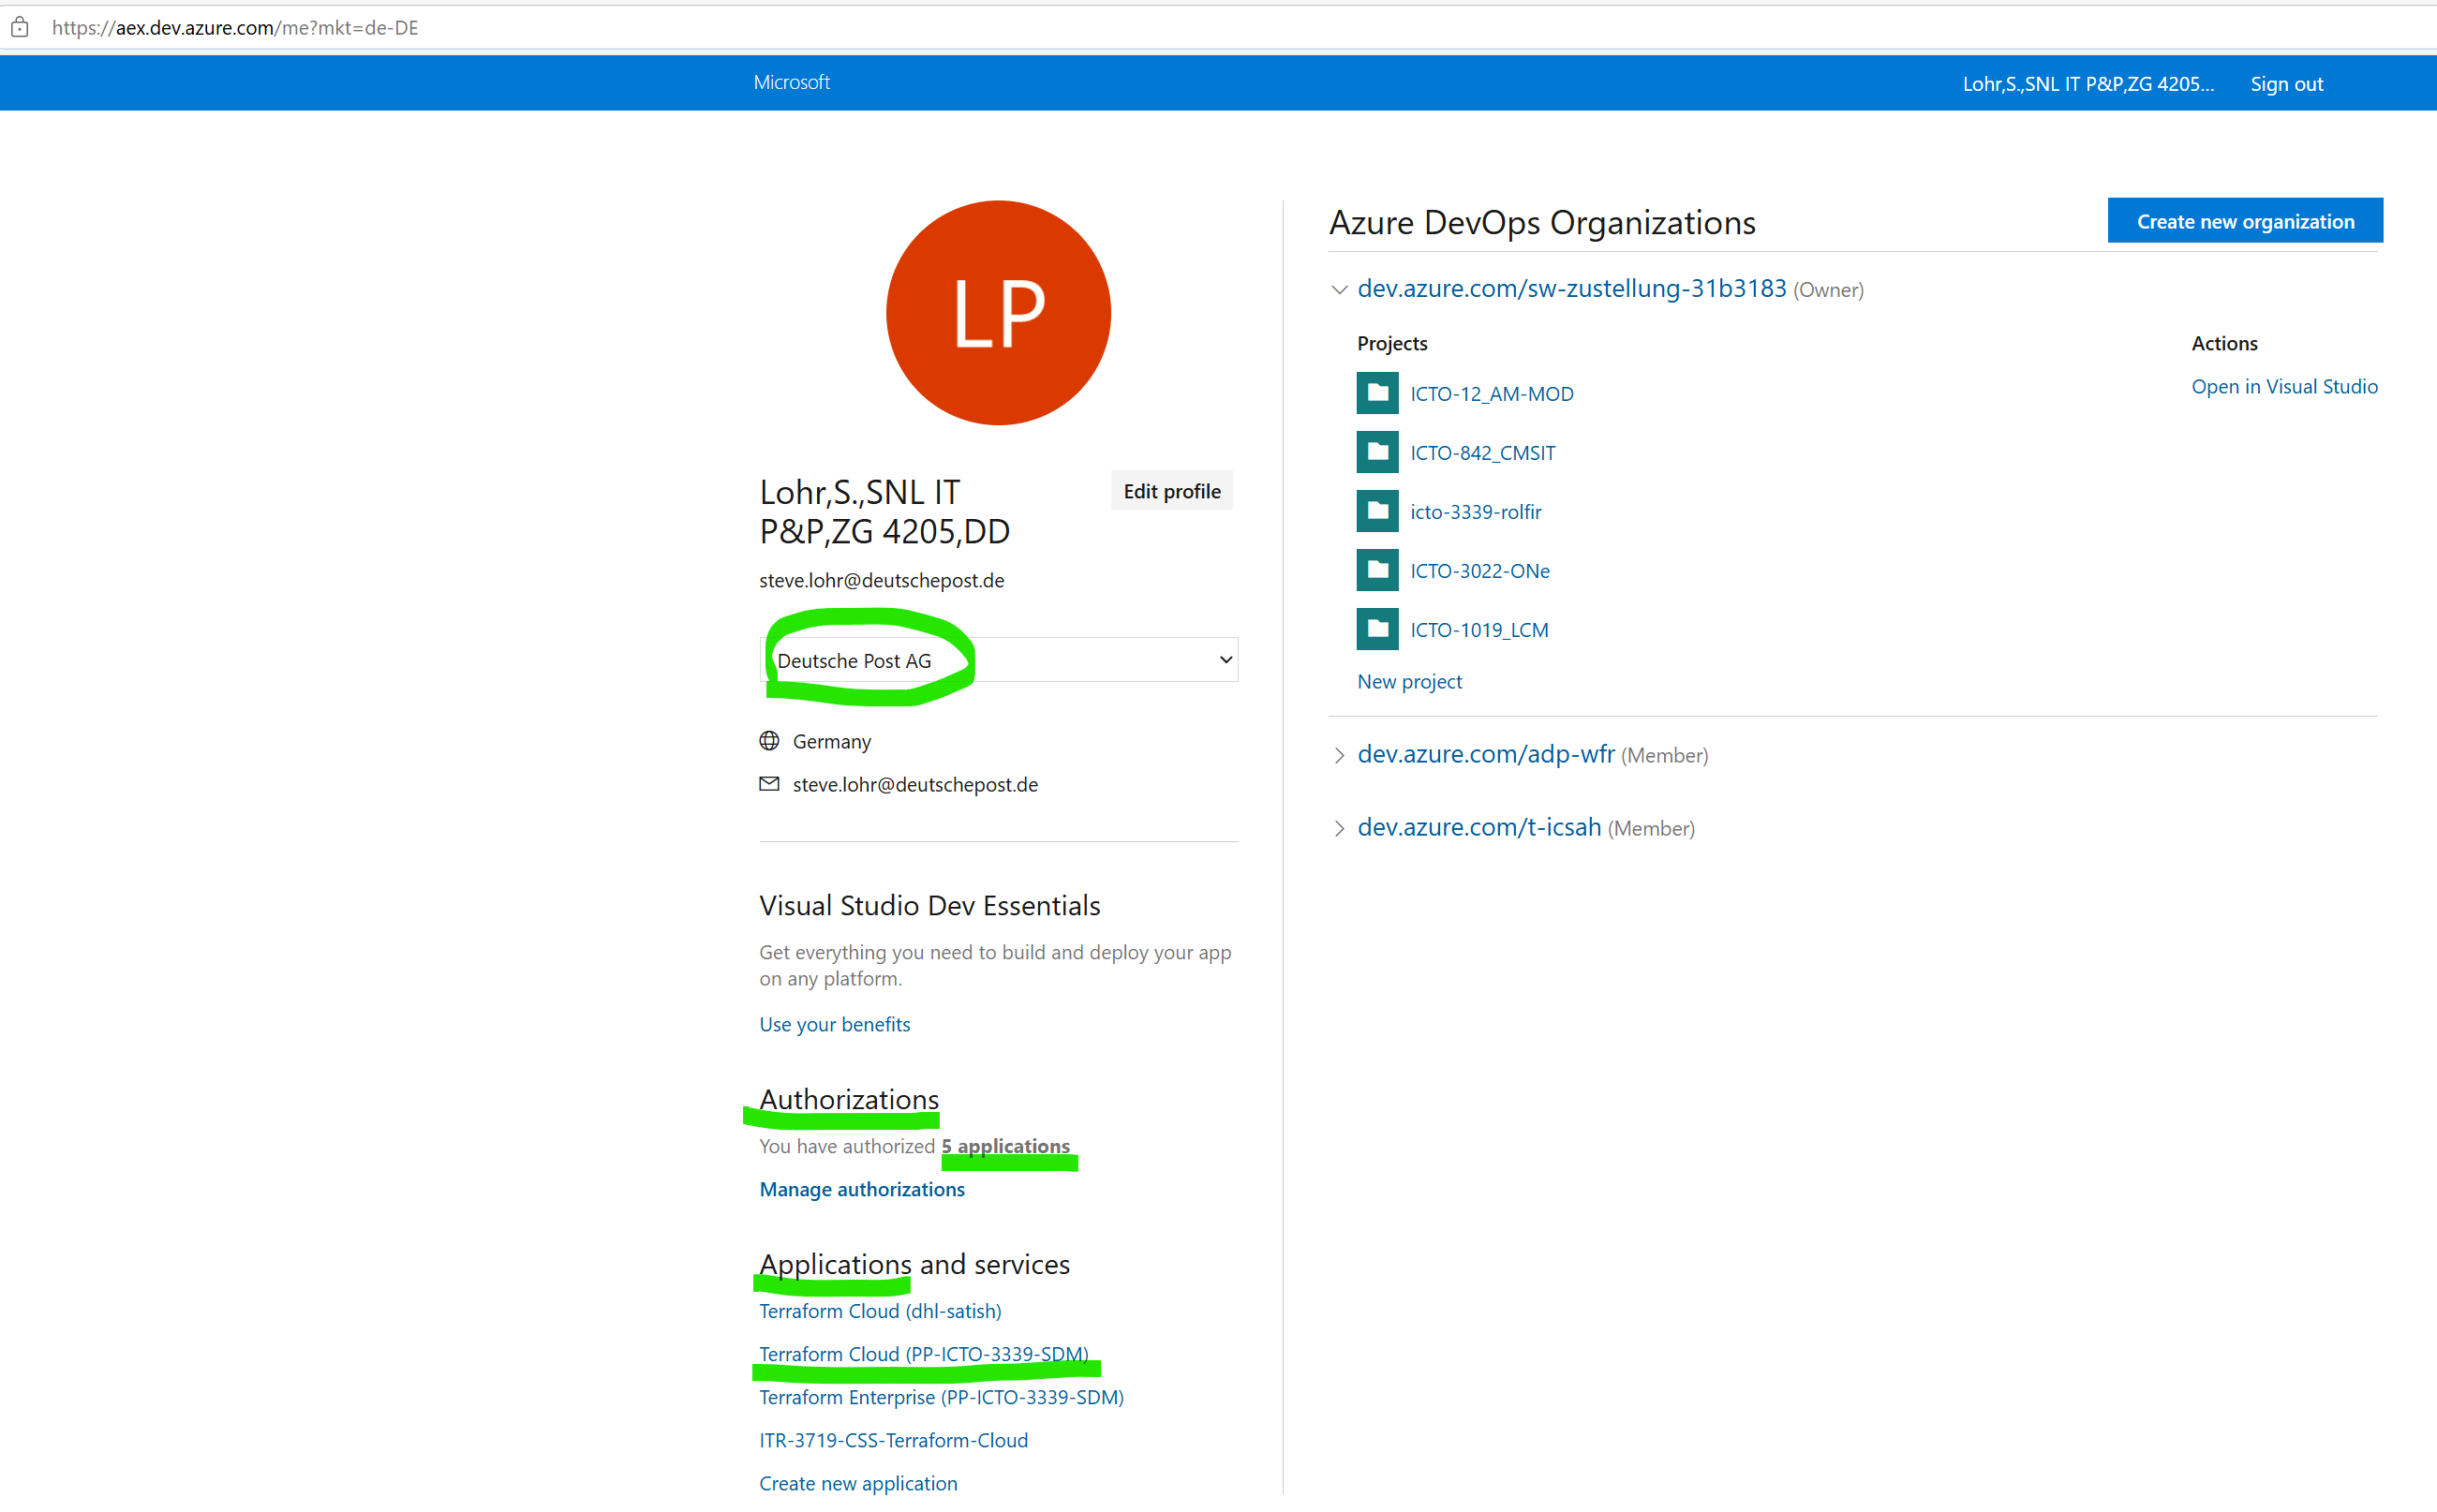 https://aex.dev.azure.com/me?mkt=de-DE
Microsoft
Lohr,S.,SNL IT P&P,ZG 4205...
Sign out
LP
Lohr,S.,SNL IT
P&P,ZG 4205,DD
Edit profile
steve.lohr@deutschepost.de
Deutsche Post AG
Germany
steve.lohr@deutschepost.de
Visual Studio Dev Essentials
Get everything you need to build and deploy your app
on any platform.
Use your benefits
Authorizations
You have authorized 5 applications
Manage authorizations
Applications and services
Terraform Cloud (dhl-satish)
Terraform Cloud (PP-ICTO-3339-SDM)
Terraform Enterprise (PP-ICTO-3339-SDM)
ITR-3719-CSS-Terraform-Cloud
Create new application
Azure DevOps Organizations
Create new organization
dev.azure.com/sw-zustellung-31b3183 (Owner)
Projects
Actions
ICTO-12_AM-MOD
Open in Visual Studio
ICTO-842_CMSIT
icto-3339-rolfir
ICTO-3022-ONe
ICTO-1019_LCM
New project
dev.azure.com/adp-wfr (Member)
dev.azure.com/t-icsah (Member)